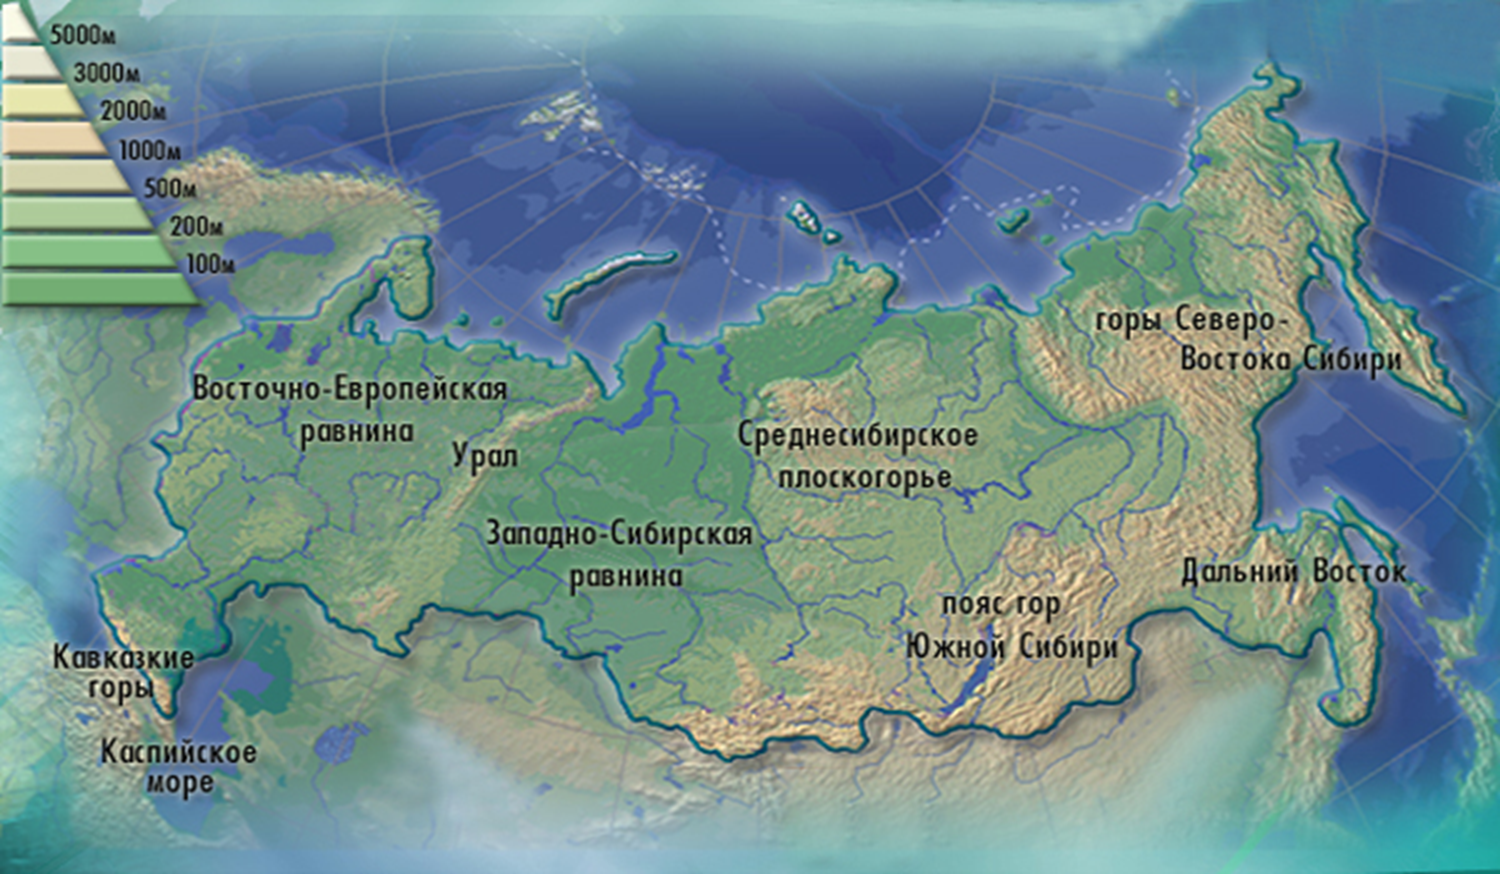 5000м
3000м
2000м
1000м
500м
200м
100м
горы Северо-
Востока Сибири
Восточно-Европейская
равнина
Урал
Среднесибирское
плоскогорье
Западно-Сибирская
равнина
Дальний Восток
пояс гор
Южной Сибири
Кавказкие
горы
Каспийское
море